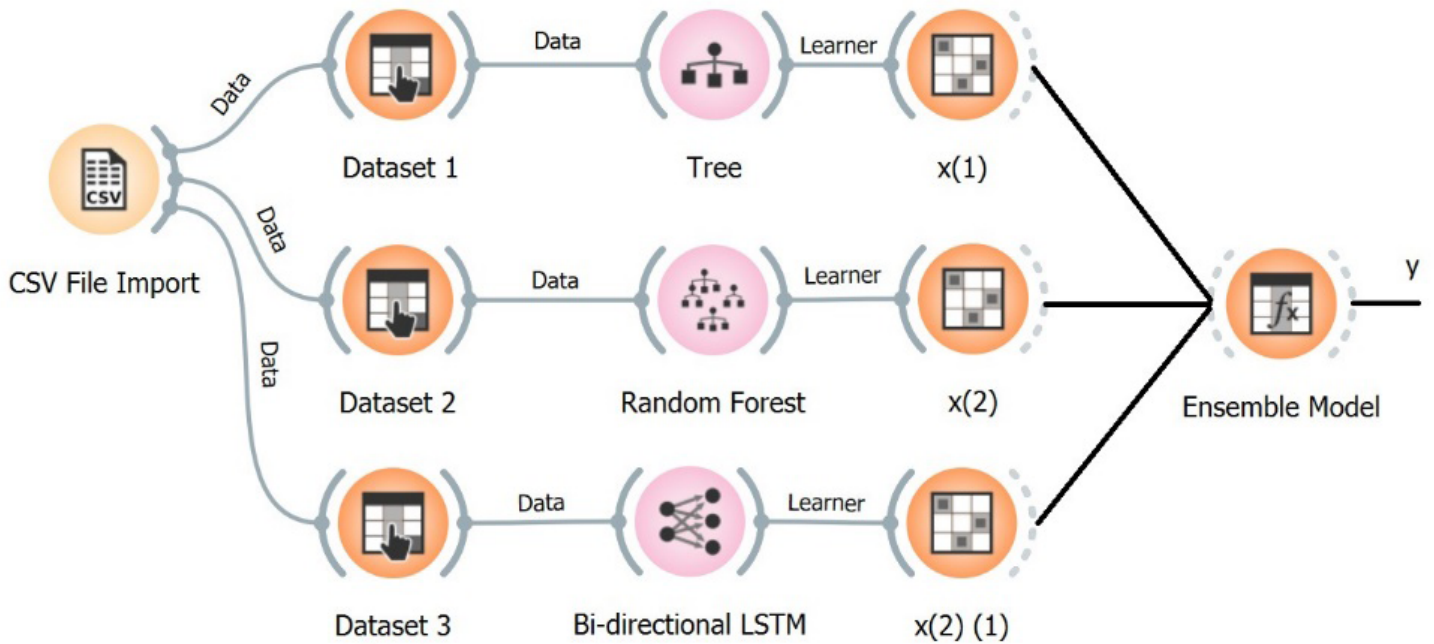 Data
Data
Learner
Dataset 1
Tree
x(1)
CSV
CSV File Import
Data
Data
Learner
Dataset 2
Random Forest
x(2)
fx
Ensemble Model
y
Data
Data
Learner
Dataset 3
Bi-directional LSTM
x(2) (1)